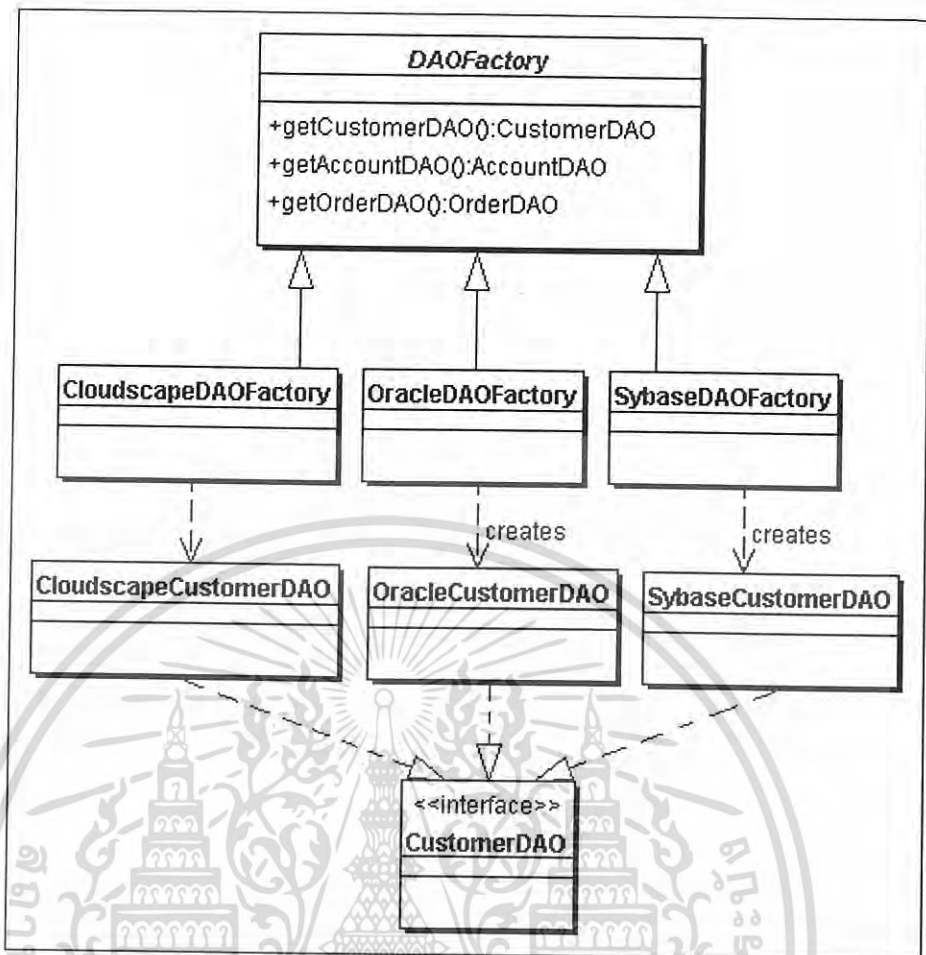 DAOFactory
+getCustomerDAO():CustomerDAO
+getAccountDAO():AccountDAO
+getOrderDAO():OrderDAO
CloudscapeDAOFactory
OracleDAOFactory
SybaseDAOFactory
creates
creates
CloudscapeCustomerDAO
OracleCustomerDAO
SybaseCustomerDAO
<<interface>>
CustomerDAO